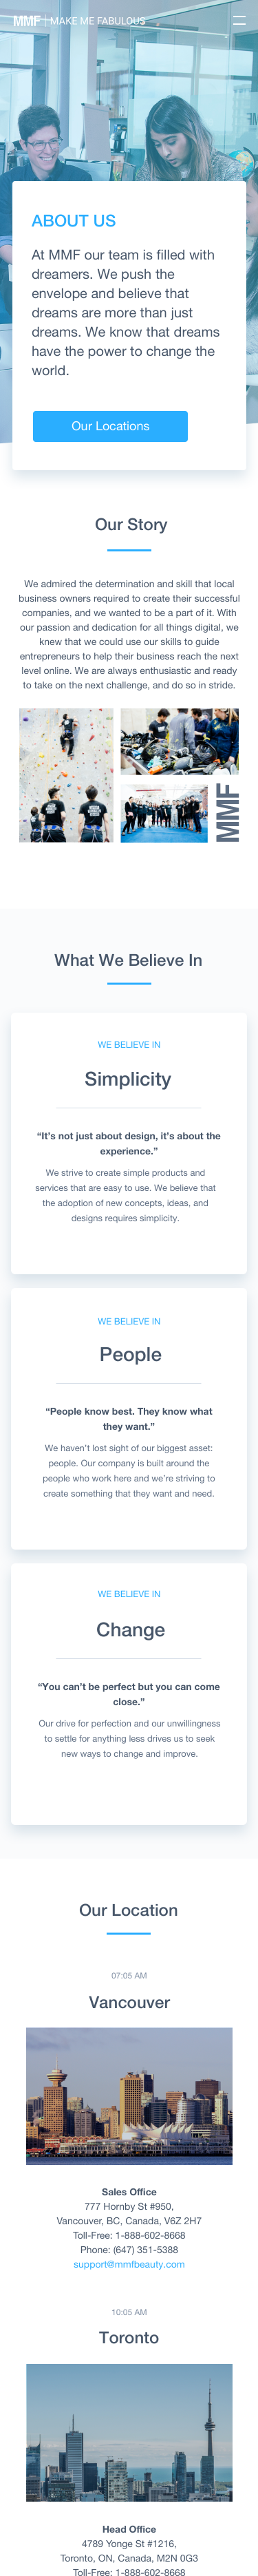 MMF | MAKE ME FABULOUS
ABOUT US
At MMF our team is filled with
dreamers. We push the
envelope and believe that
dreams are more than just
dreams. We know that dreams
have the power to change the
world.
Our Locations
Our Story
We admired the determination and skill that local
business owners required to create their successful
companies, and we wanted to be a part of it. With
our passion and dedication for all things digital, we
knew that we could use our skills to guide
entrepreneurs to help their business reach the next
level online. We are always enthusiastic and ready
to take on the next challenge, and do so in stride.
MMF
What We Believe In
WE BELIEVE IN
Simplicity
“It’s not just about design, it’s about the
experience.”
We strive to create simple products and
services that are easy to use. We believe that
the adoption of new concepts, ideas, and
designs requires simplicity.
WE BELIEVE IN
People
“People know best. They know what
they want.”
We haven’t lost sight of our biggest asset:
people. Our company is built around the
people who work here and we’re striving to
create something that they want and need.
WE BELIEVE IN
Change
“You can’t be perfect but you can come
close.”
Our drive for perfection and our unwillingness
to settle for anything less drives us to seek
new ways to change and improve.
Our Location
07:05 AM
Vancouver
Sales Office
777 Hornby St #950,
Vancouver, BC, Canada, V6Z 2H7
Toll-Free: 1-888-602-8668
Phone: (647) 351-5388
support@mmfbeauty.com
10:05 AM
Toronto
Head Office
4789 Yonge St #1216,
Toronto, ON, Canada, M2N 0G3
Toll-Free: 1-888-602-8668